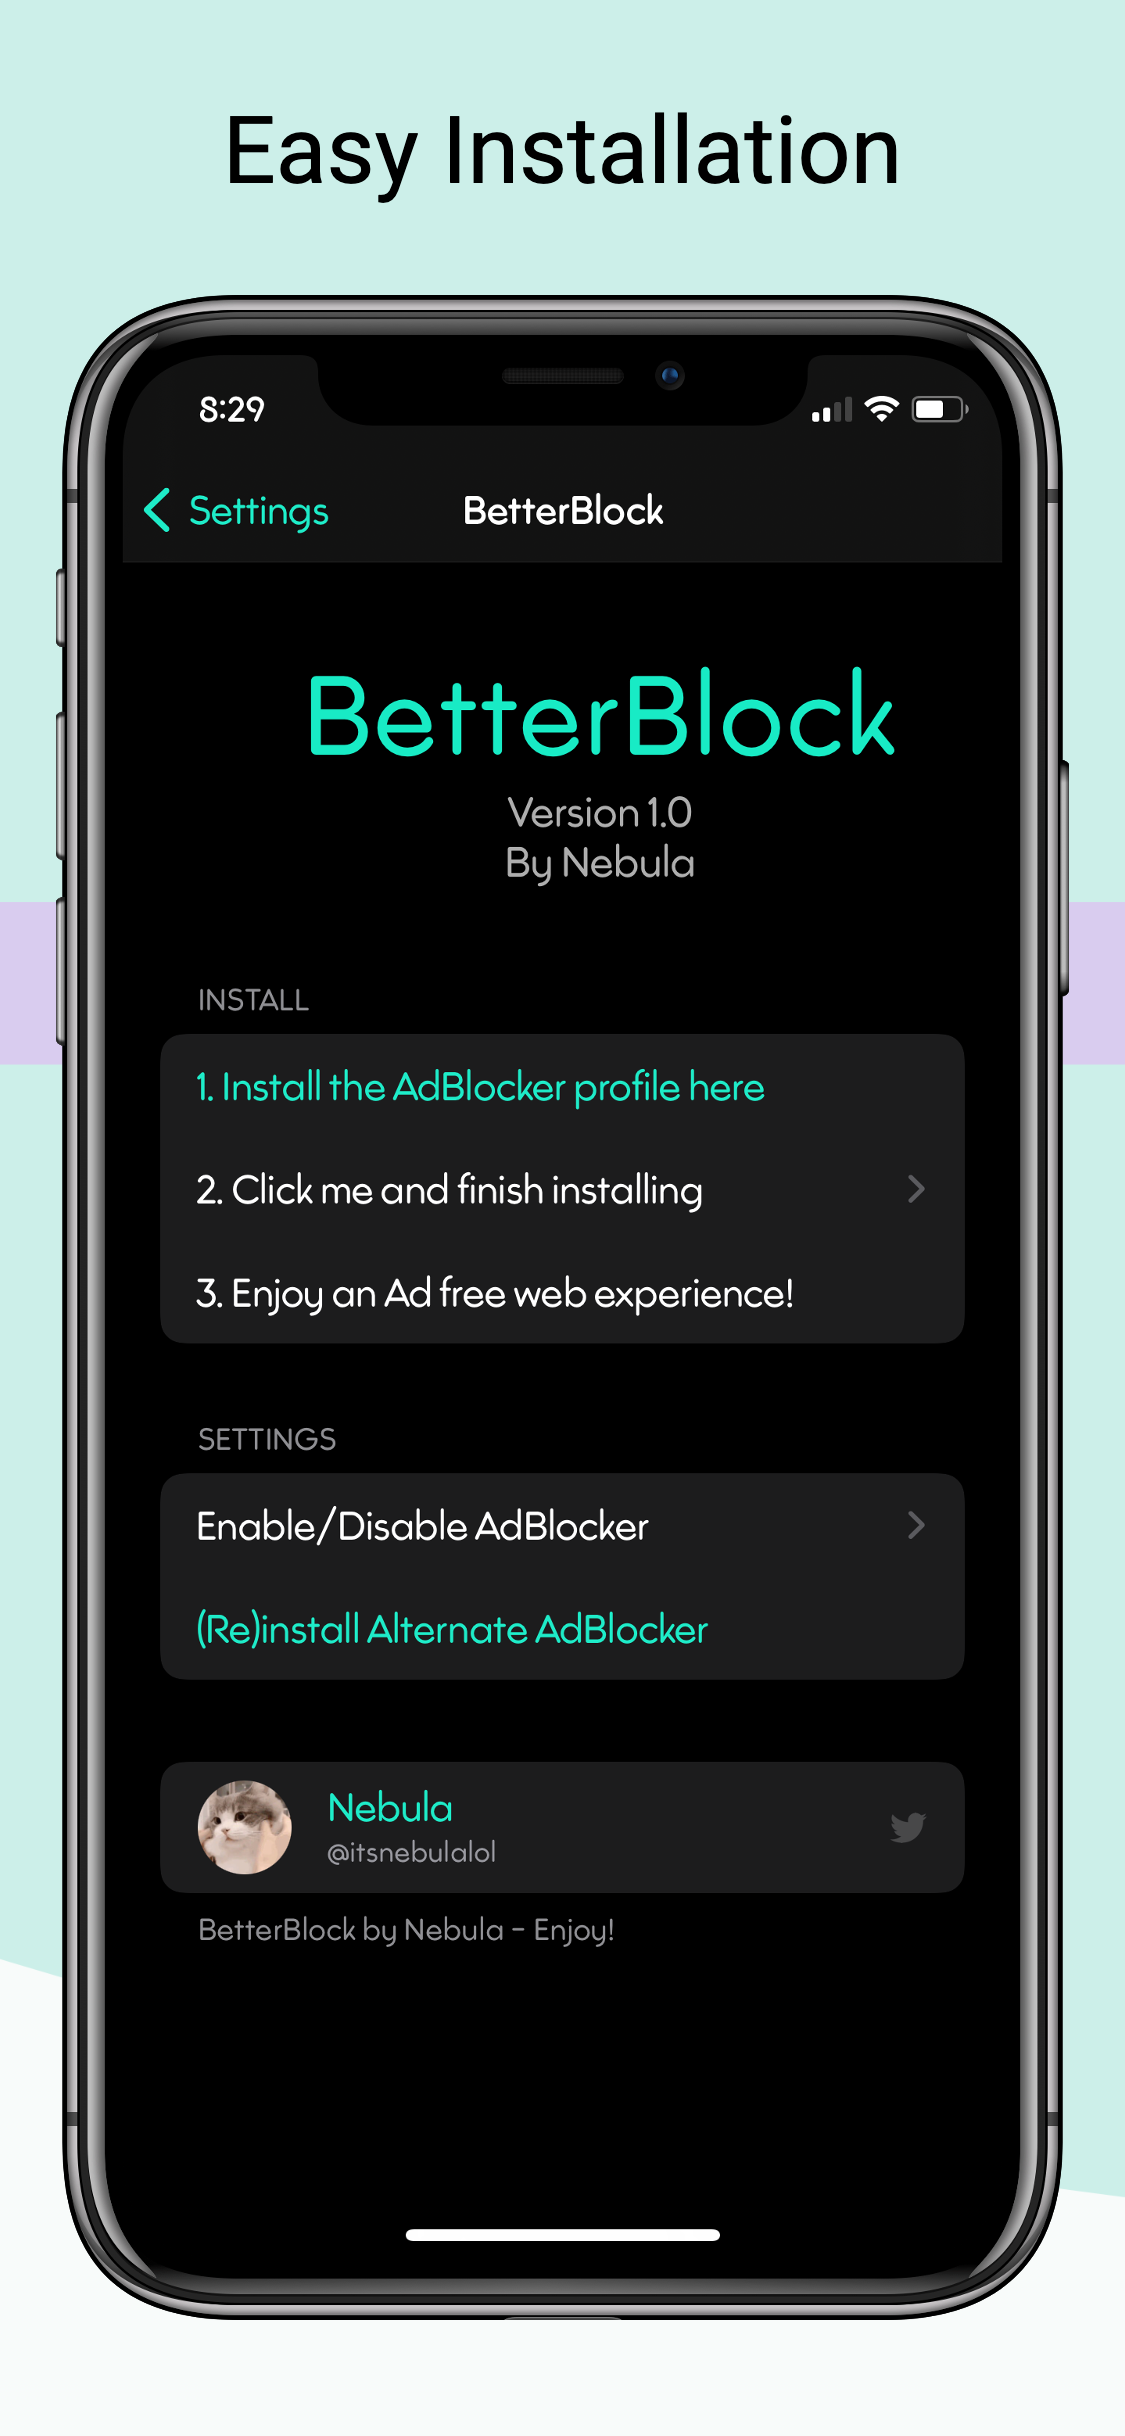 Easy Installation
8:29
Settings
BetterBlock
BetterBlock
Version 1.0
By Nebula
INSTALL
1. Install the AdBlocker profile here
2. Click me and finish installing
3. Enjoy an Ad free web experience!
SETTINGS
Enable/Disable AdBlocker
(Re)install Alternate AdBlocker
Nebula
@itsnebulalol
BetterBlock by Nebula - Enjoy!